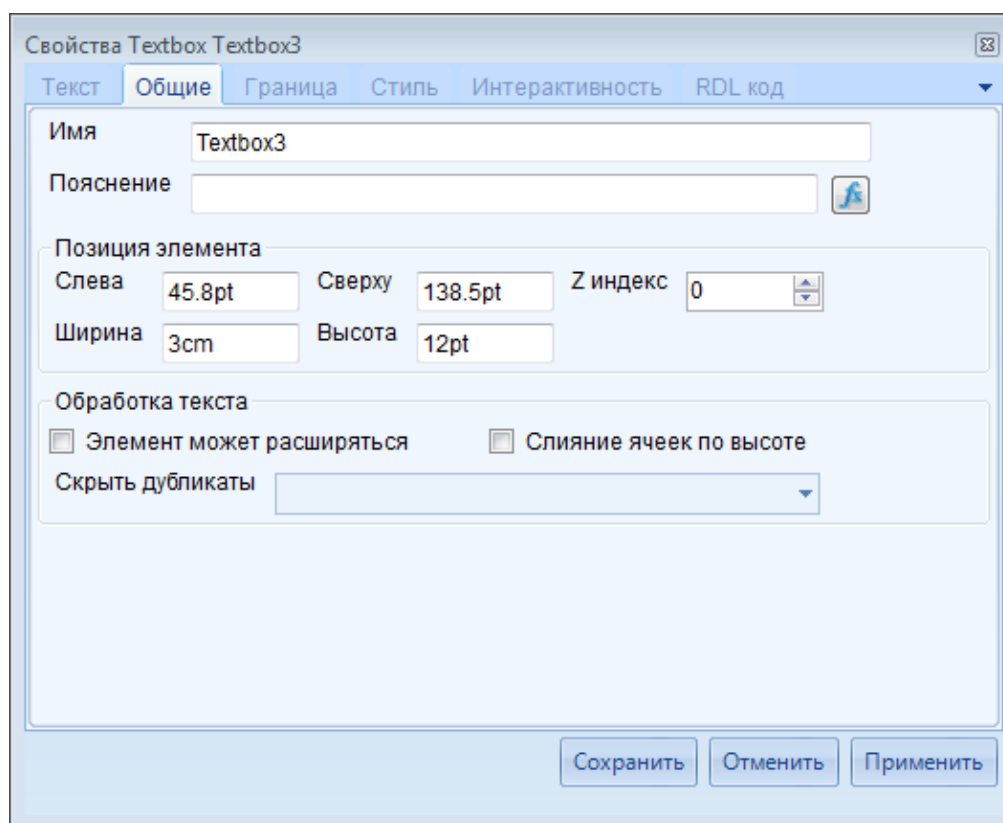 Свойства Textbox Textbox3
Текст Общие Граница Стиль Интерактивность RDL код
Имя Textbox3
Пояснение fx
Позиция элемента
Слева 45.8pt Сверху 138.5pt Z индекс 0
Ширина 3cm Высота 12pt
Обработка текста
Элемент может расширяться Слияние ячеек по высоте
Скрыть дубликаты
Сохранить Отменить Применить